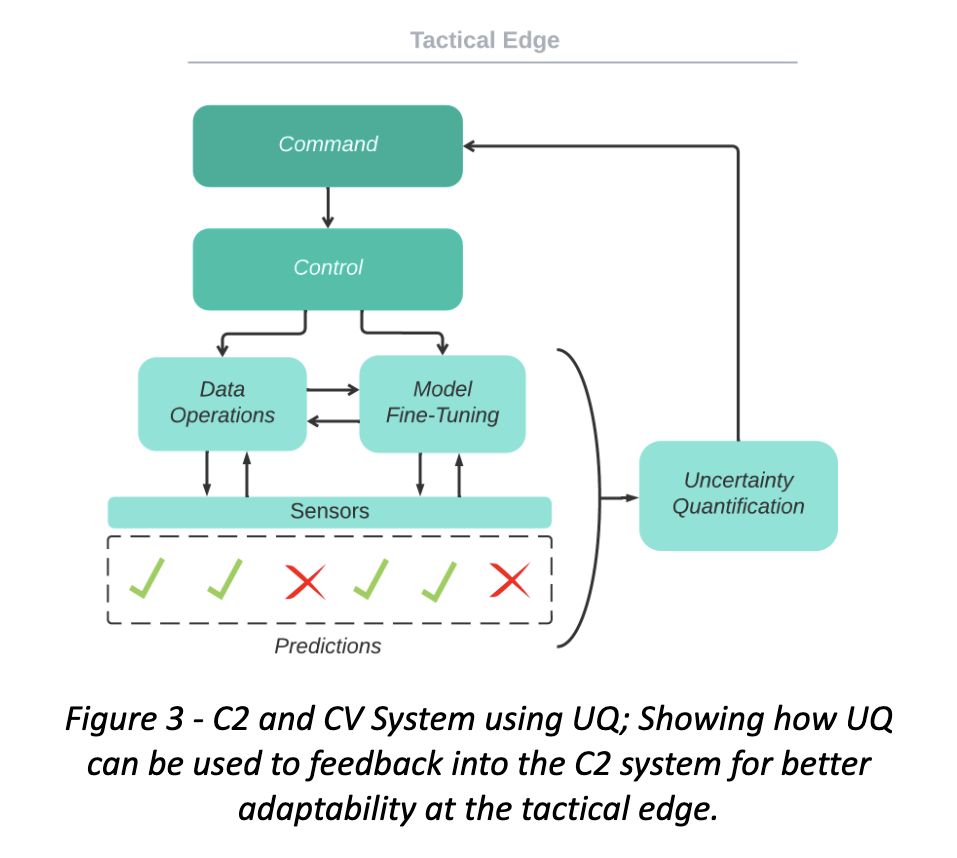 Tactical Edge
Command
Control
Data
Operations
Model
Fine-Tuning
Uncertainty
Quantification
Sensors
Predictions
Figure 3 - C2 and CV System using UQ; Showing how UQ
can be used to feedback into the C2 system for better
adaptability at the tactical edge.